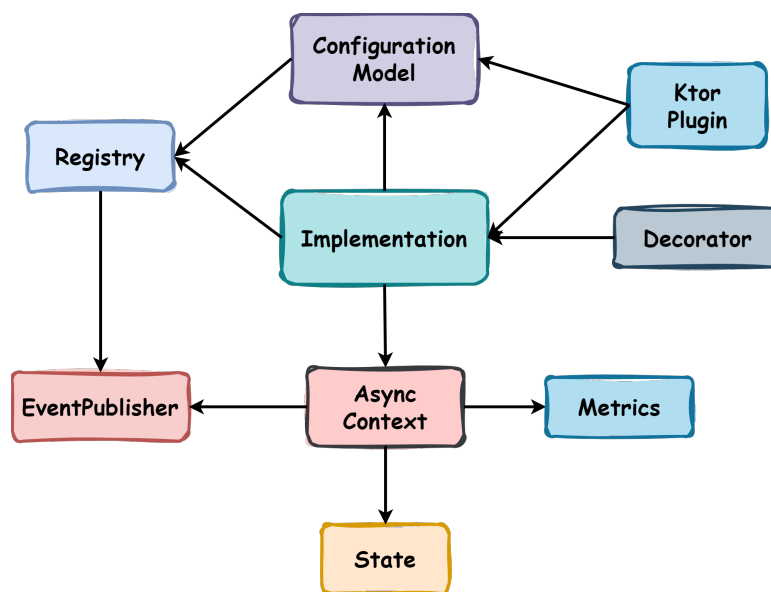 Configuration
Model
Ktor
Plugin
Registry
Implementation
Decorator
EventPublisher
Async
Context
Metrics
State